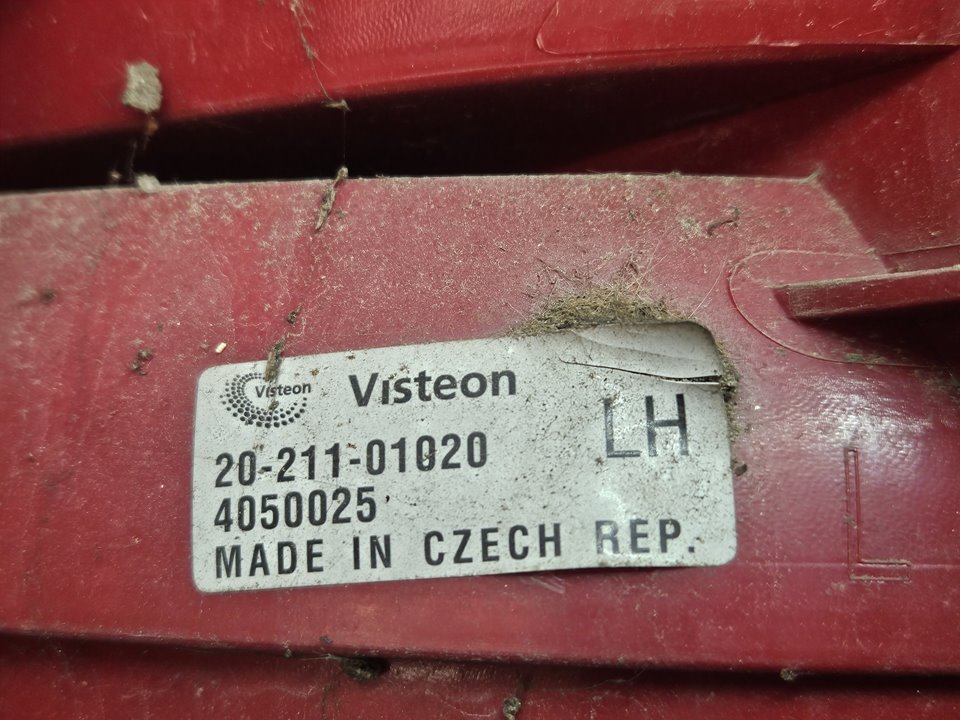 Visteon Visteon
LH
20-211-01020
4050025
MADE IN CZECH REP.
L